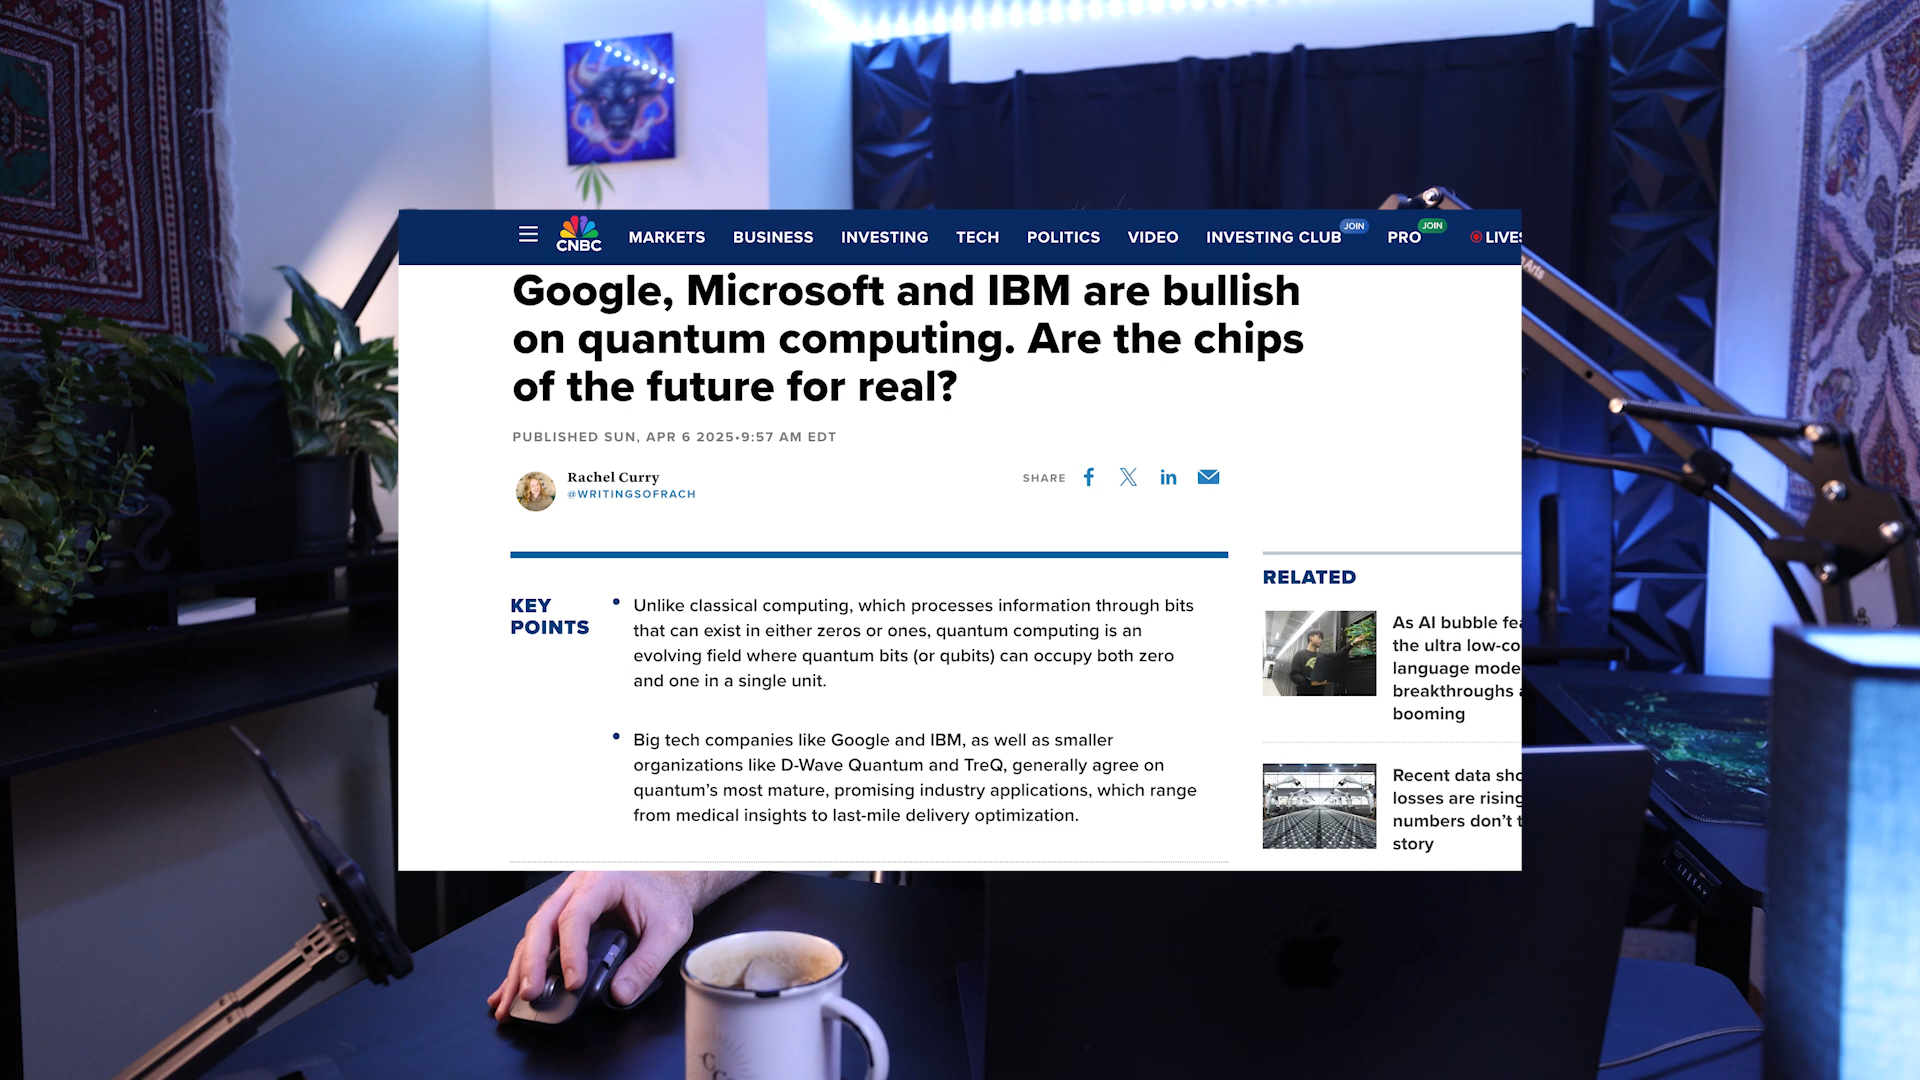 CNBC
MARKETS
BUSINESS
INVESTING
TECH
POLITICS
VIDEO
INVESTING CLUB
JOIN
PRO
JOIN
Google, Microsoft and IBM are bullish
on quantum computing. Are the chips
of the future for real?
PUBLISHED SUN, APR 6 2025•9:57 AM EDT
Rachel Curry
@WRITINGSOFRACH
SHARE
KEY
POINTS
• Unlike classical computing, which processes information through bits
that can exist in either zeros or ones, quantum computing is an
evolving field where quantum bits (or qubits) can occupy both zero
and one in a single unit.
• Big tech companies like Google and IBM, as well as smaller
organizations like D-Wave Quantum and TreQ, generally agree on
quantum’s most mature, promising industry applications, which range
from medical insights to last-mile delivery optimization.
RELATED
As AI bubble
the ultra
language
breakthroughs
booming
Recent data
losses are rising
numbers don’t
story
Arts